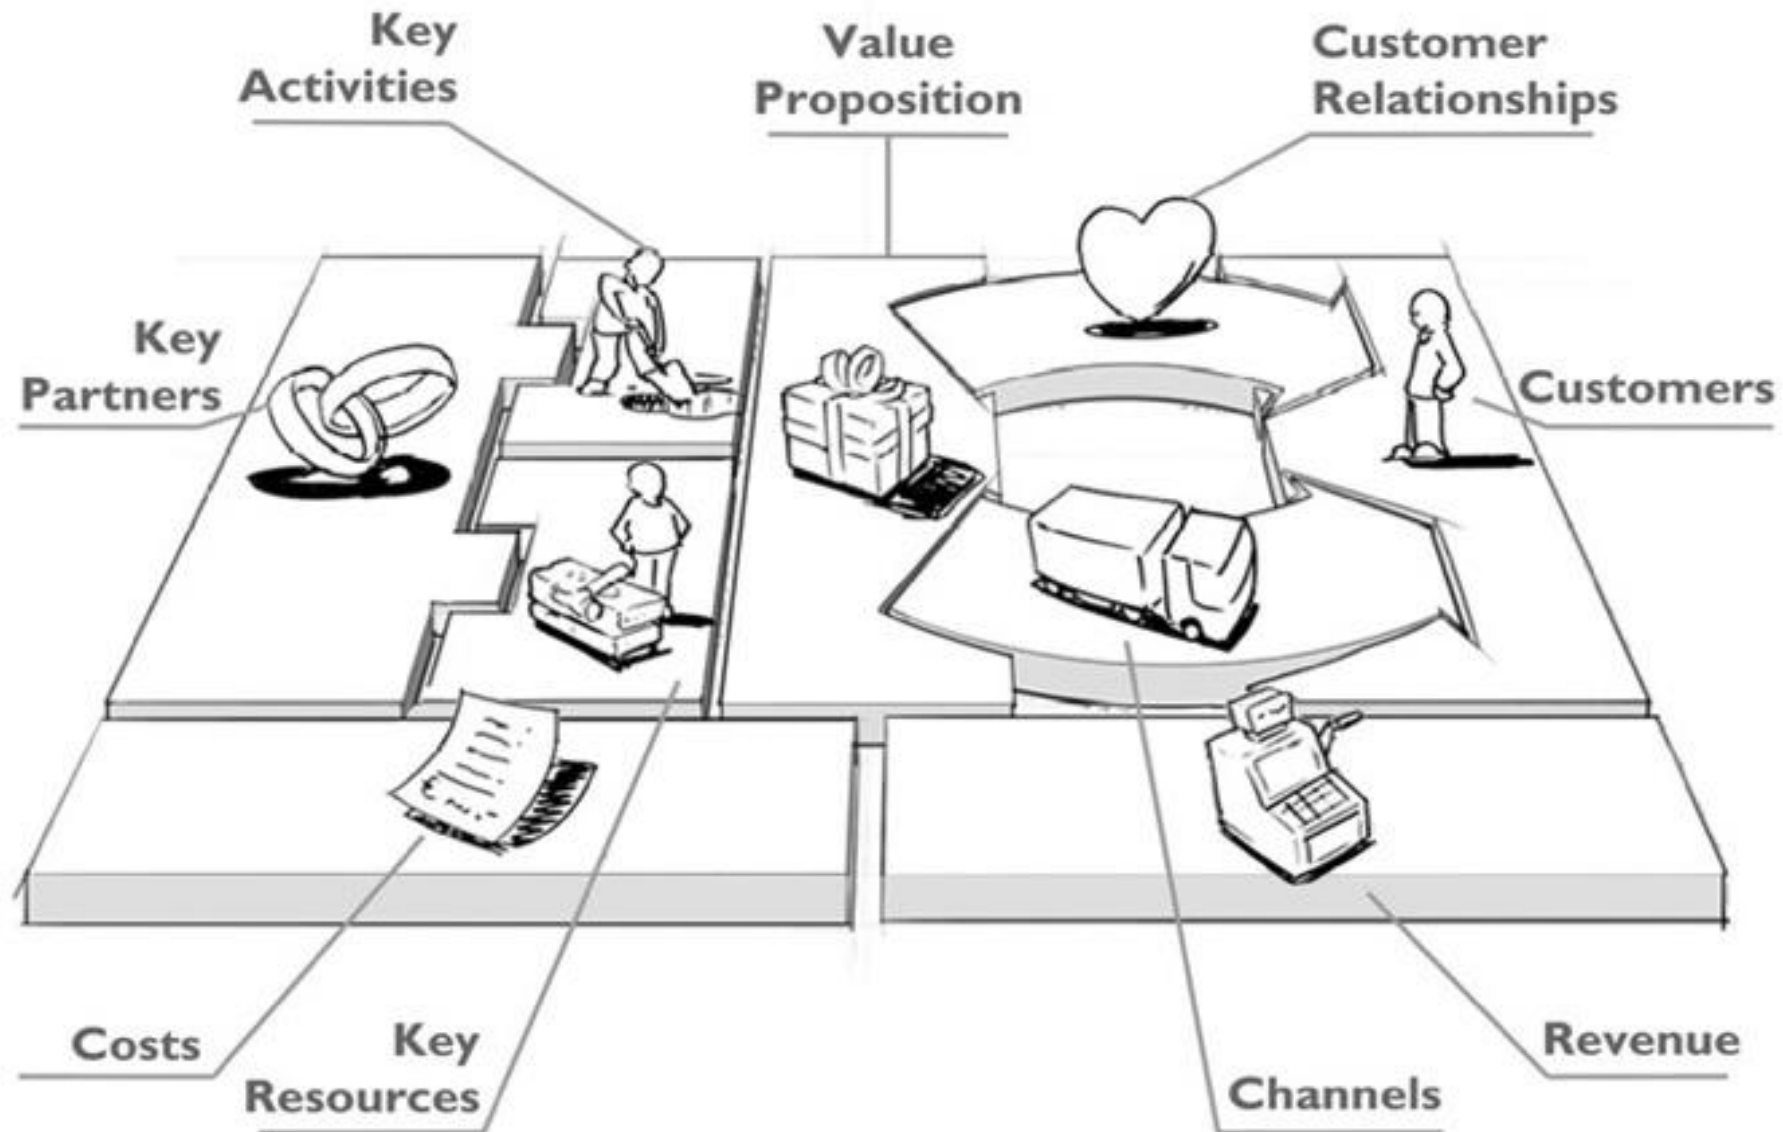 Key
Activities
Value
Proposition
Customer
Relationships
Key
Partners
Customers
Costs
Key
Resources
Channels
Revenue